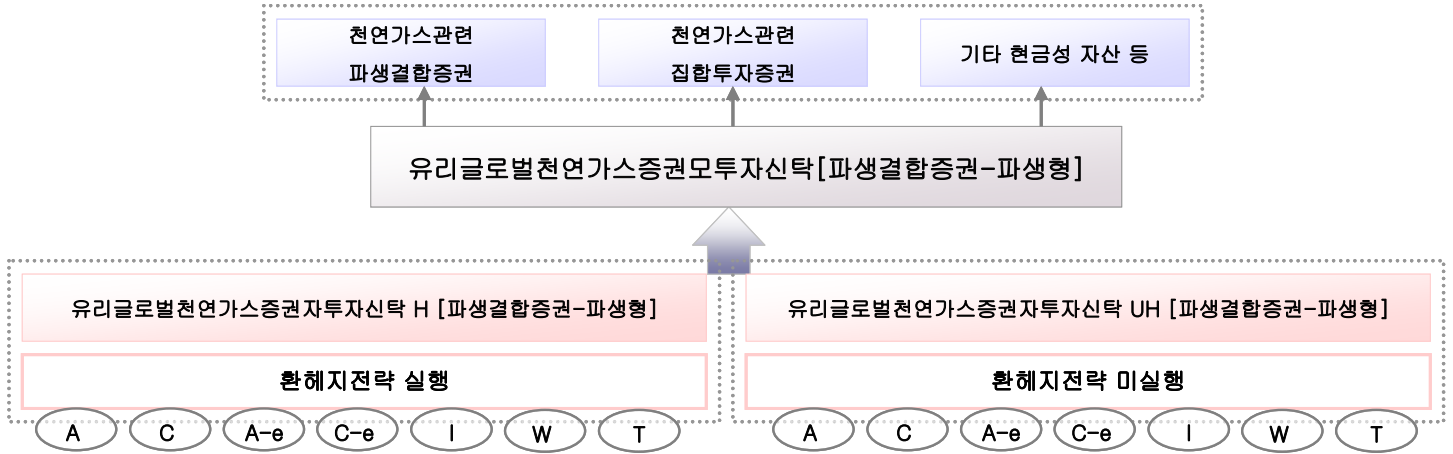 천연가스관련
파생결합증권
천연가스관련
집합투자증권
기타 현금성 자산 등
유리글로벌천연가스증권모투자신탁[파생결합증권-파생형]
유리글로벌천연가스증권자투자신탁 H [파생결합증권-파생형]
환헤지전략 실행
A C A-e C-e I W T
유리글로벌천연가스증권자투자신탁 UH [파생결합증권-파생형]
환헤지전략 미실행
A C A-e C-e I W T